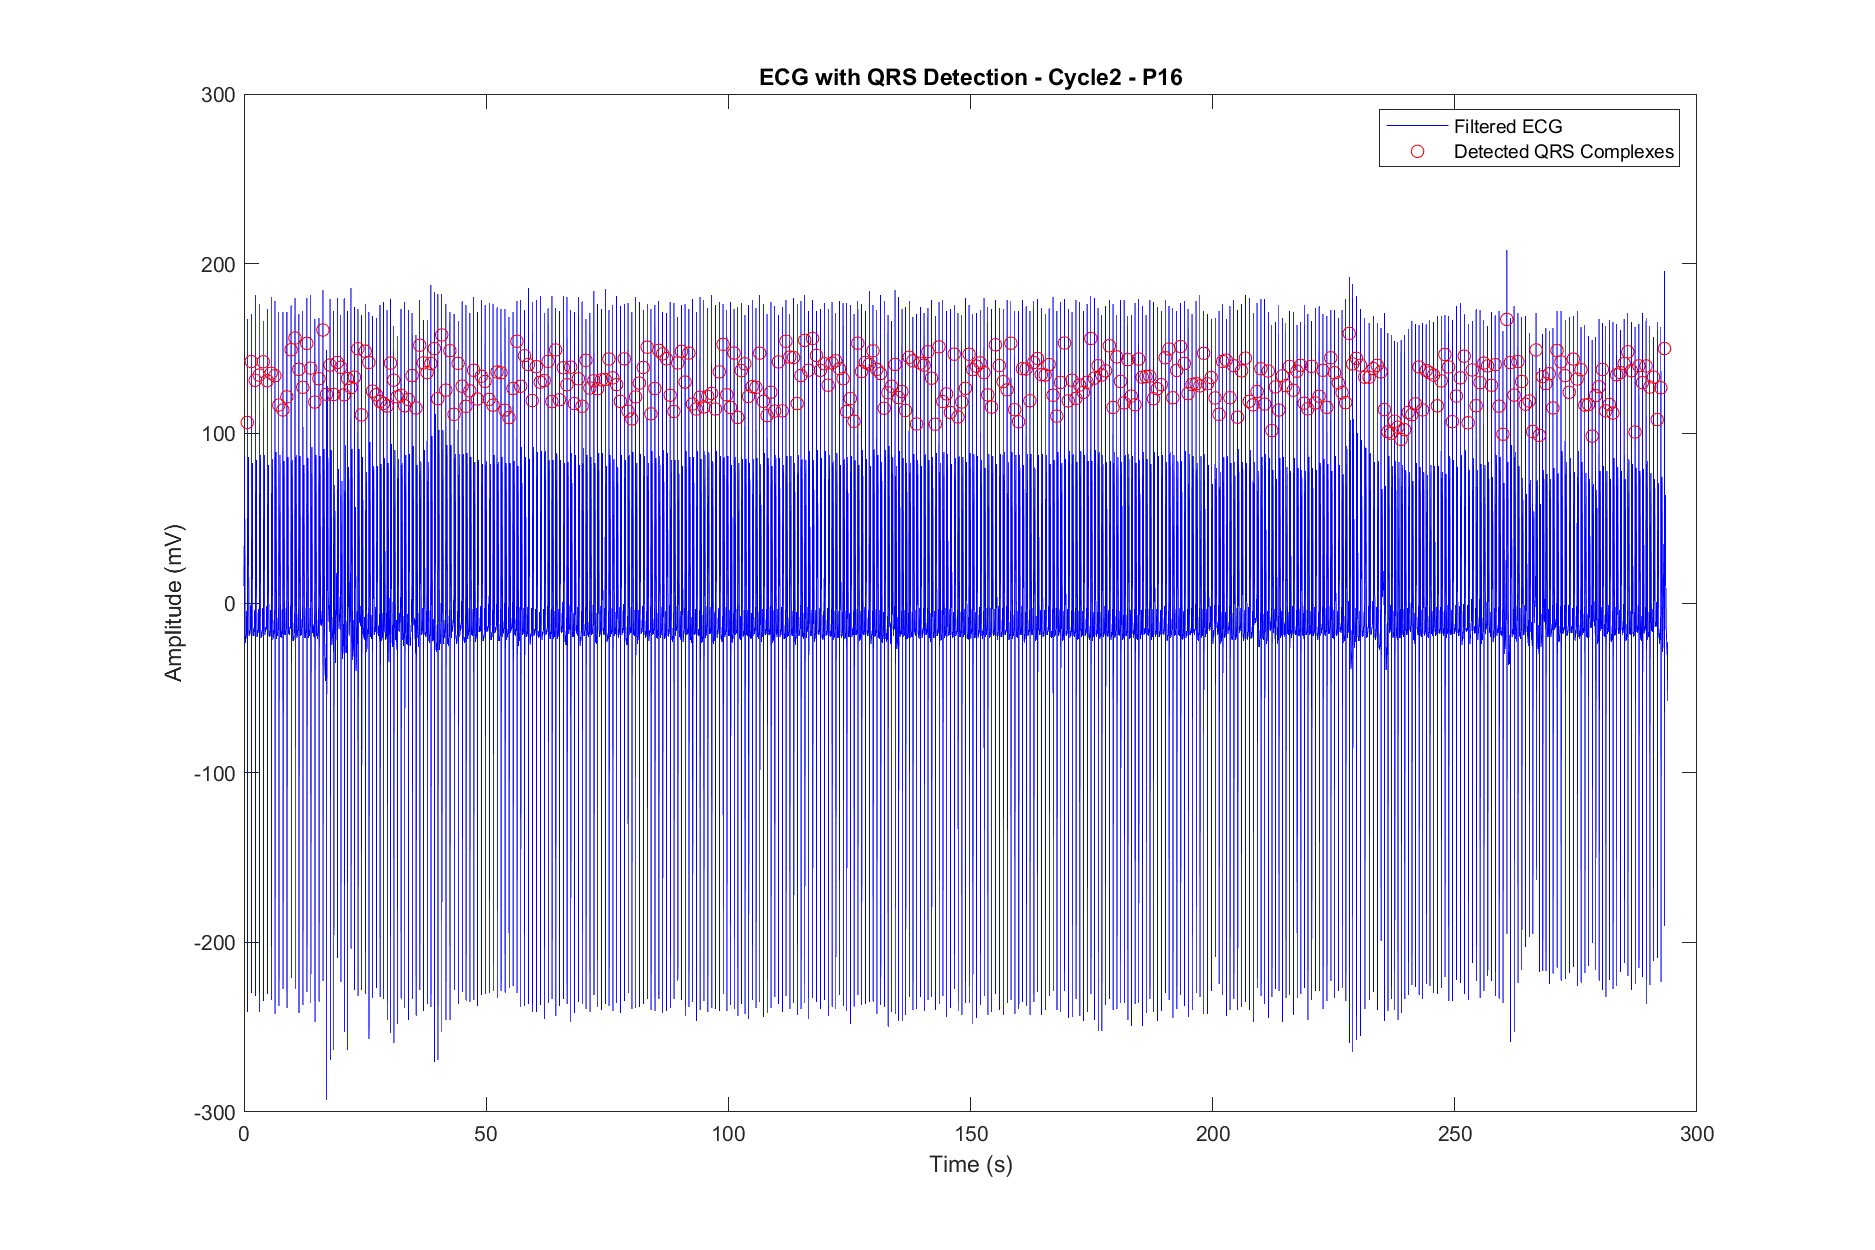 ECG with QRS Detection - Cycle2 - P16
300
Filtered ECG
Detected QRS Complexes
200
100
0
-100
-200
-300
Amplitude (mV)
0 50 100 150 200 250 300
Time (s)